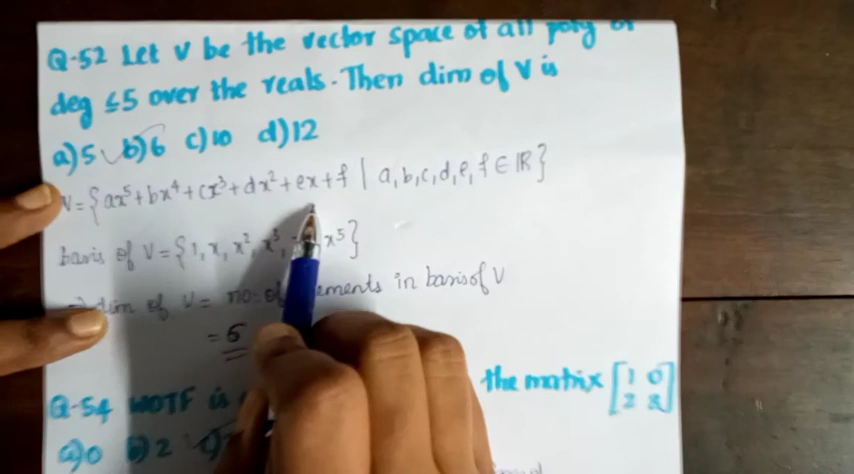 Q-52 Let V be the vector space of all poly of
deg ≤5 over the reals. Then dim of V is
a)5 b)6 c)10 d)12
V={ax⁵+bx⁴+cx³+dx²+ex+f | a,b,c,d,e,f∈ℝ}
basis of V={1,x,x²,x³, x⁵}
dim of V= no. of elements in basis of V
=6
Q-54 WOTF is the matrix [1 0
2 3]
a)0 b)2 c)